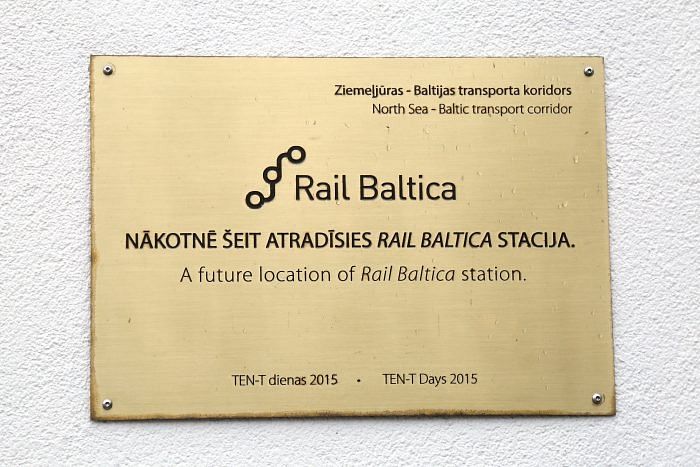 Ziemeļjūras - Baltijas transporta koridors
North Sea - Baltic transport corridor
Rail Baltica
NĀKOTNĒ ŠEIT ATRADĪSIES RAIL BALTICA STACIJA.
A future location of Rail Baltica station.
TEN-T dienas 2015 • TEN-T Days 2015